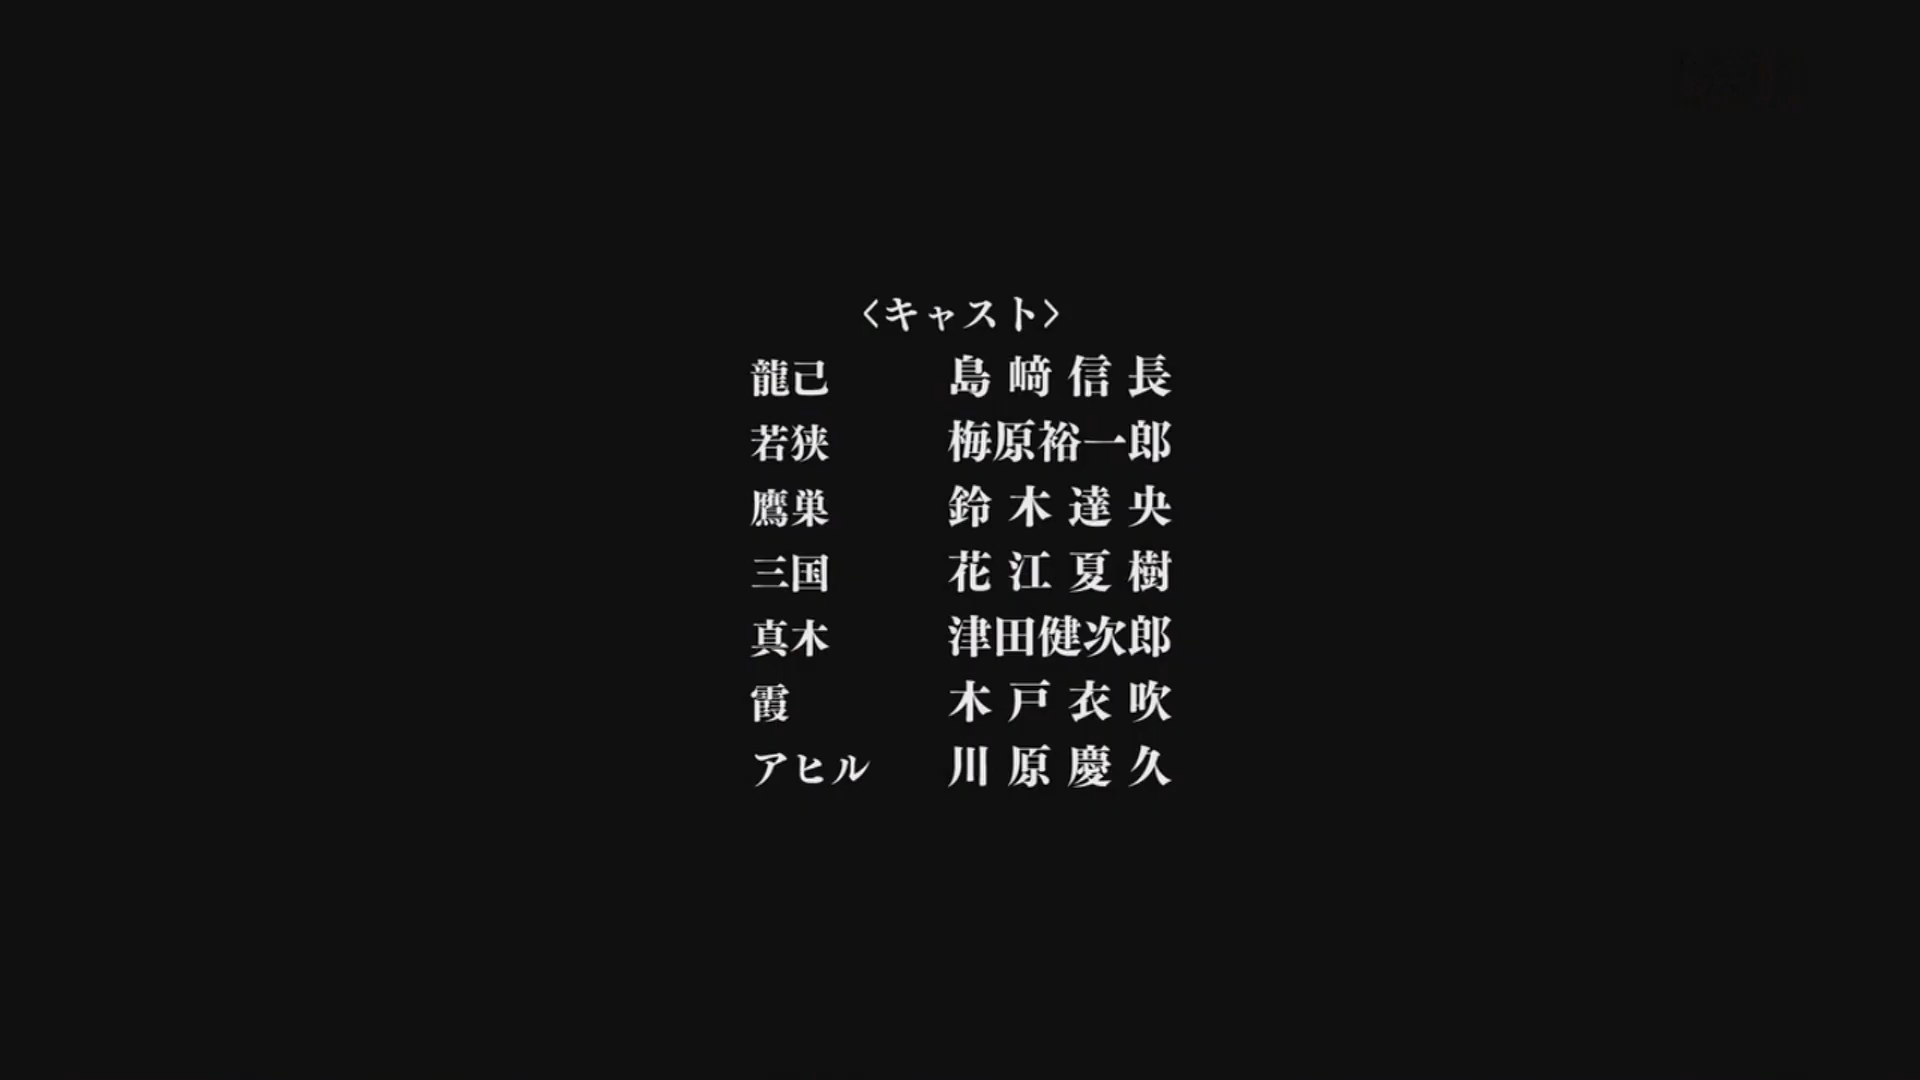 〈キャスト〉
龍己 島﨑信長
若狭 梅原裕一郎
鷹巣 鈴木達央
三国 花江夏樹
真木 津田健次郎
霞 木戸衣吹
アヒル 川原慶久